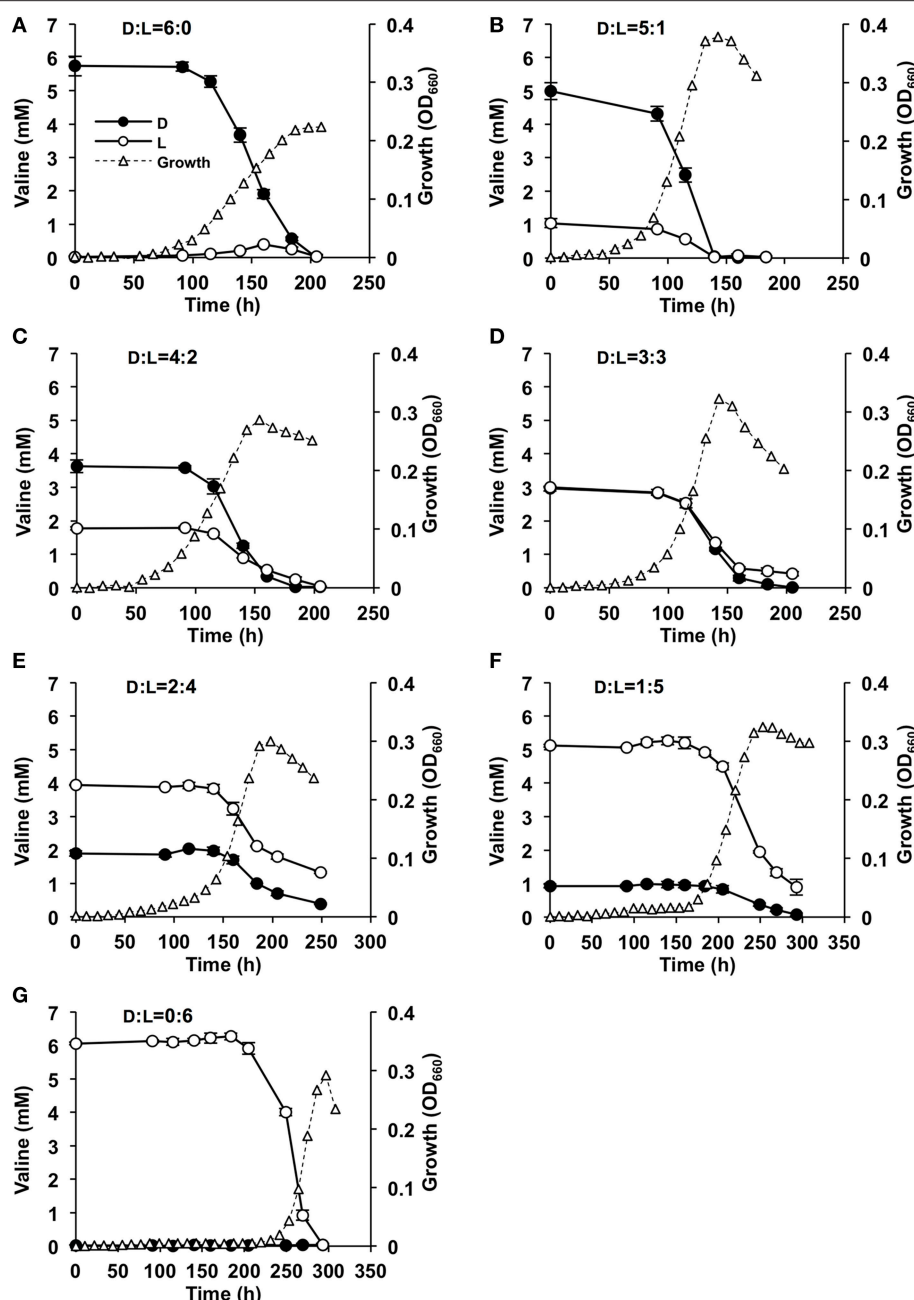 A
D:L=6:0
7
6
5
4
3
2
1
0
Valine (mM)
0.4
0.3
0.2
0.1
0
Growth (OD660)
D
L
Growth
0 50 100 150 200 250
Time (h)
B
D:L=5:1
7
6
5
4
3
2
1
0
Valine (mM)
0.4
0.3
0.2
0.1
0
Growth (OD660)
0 50 100 150 200 250
Time (h)
C
D:L=4:2
7
6
5
4
3
2
1
0
Valine (mM)
0.4
0.3
0.2
0.1
0
Growth (OD660)
0 50 100 150 200 250
Time (h)
D
D:L=3:3
7
6
5
4
3
2
1
0
Valine (mM)
0.4
0.3
0.2
0.1
0
Growth (OD660)
0 50 100 150 200 250
Time (h)
E
D:L=2:4
7
6
5
4
3
2
1
0
Valine (mM)
0.4
0.3
0.2
0.1
0
Growth (OD660)
0 50 100 150 200 250 300
Time (h)
F
D:L=1:5
7
6
5
4
3
2
1
0
Valine (mM)
0.4
0.3
0.2
0.1
0
Growth (OD660)
0 50 100 150 200 250 300 350
Time (h)
G
D:L=0:6
7
6
5
4
3
2
1
0
Valine (mM)
0.4
0.3
0.2
0.1
0
Growth (OD660)
0 50 100 150 200 250 300 350
Time (h)